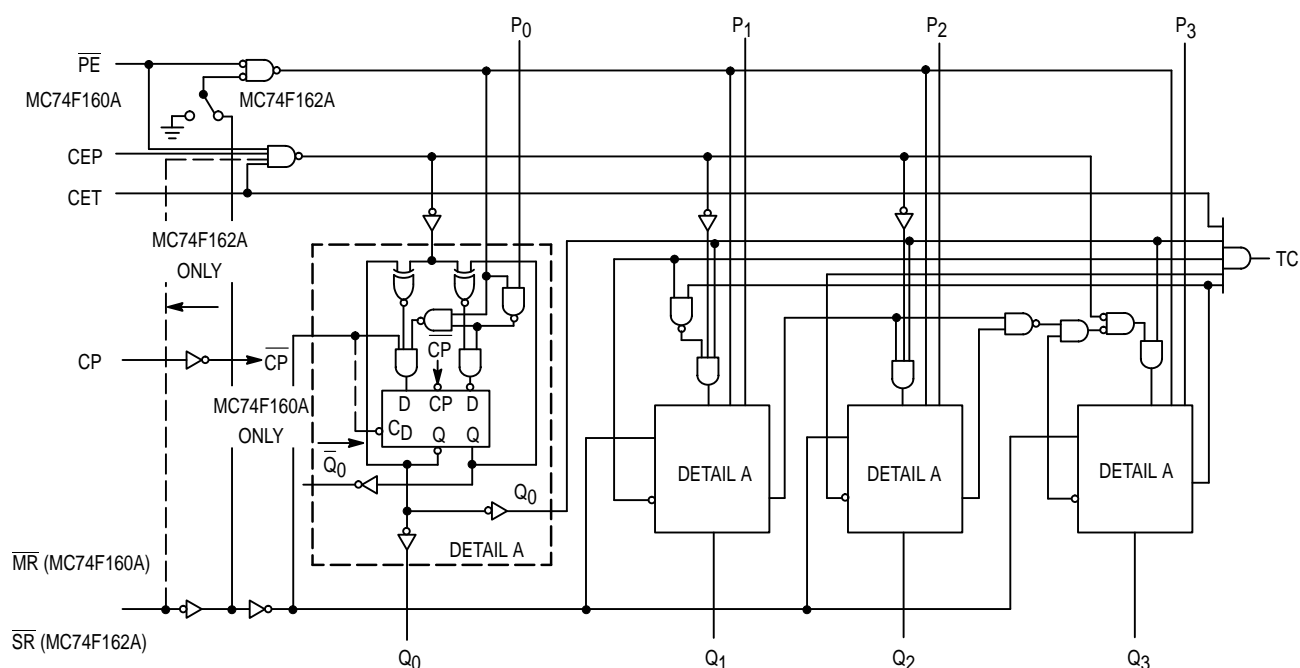 P0
P1
P2
P3
PE
MC74F160A
MC74F162A
CEP
CET
MC74F162A
ONLY
TC
CP
CP
CP
MC74F160A
ONLY
D CP D
CD Q Q
Q0
Q0
DETAIL A
DETAIL A
DETAIL A
DETAIL A
MR (MC74F160A)
SR (MC74F162A)
Q0
Q1
Q2
Q3